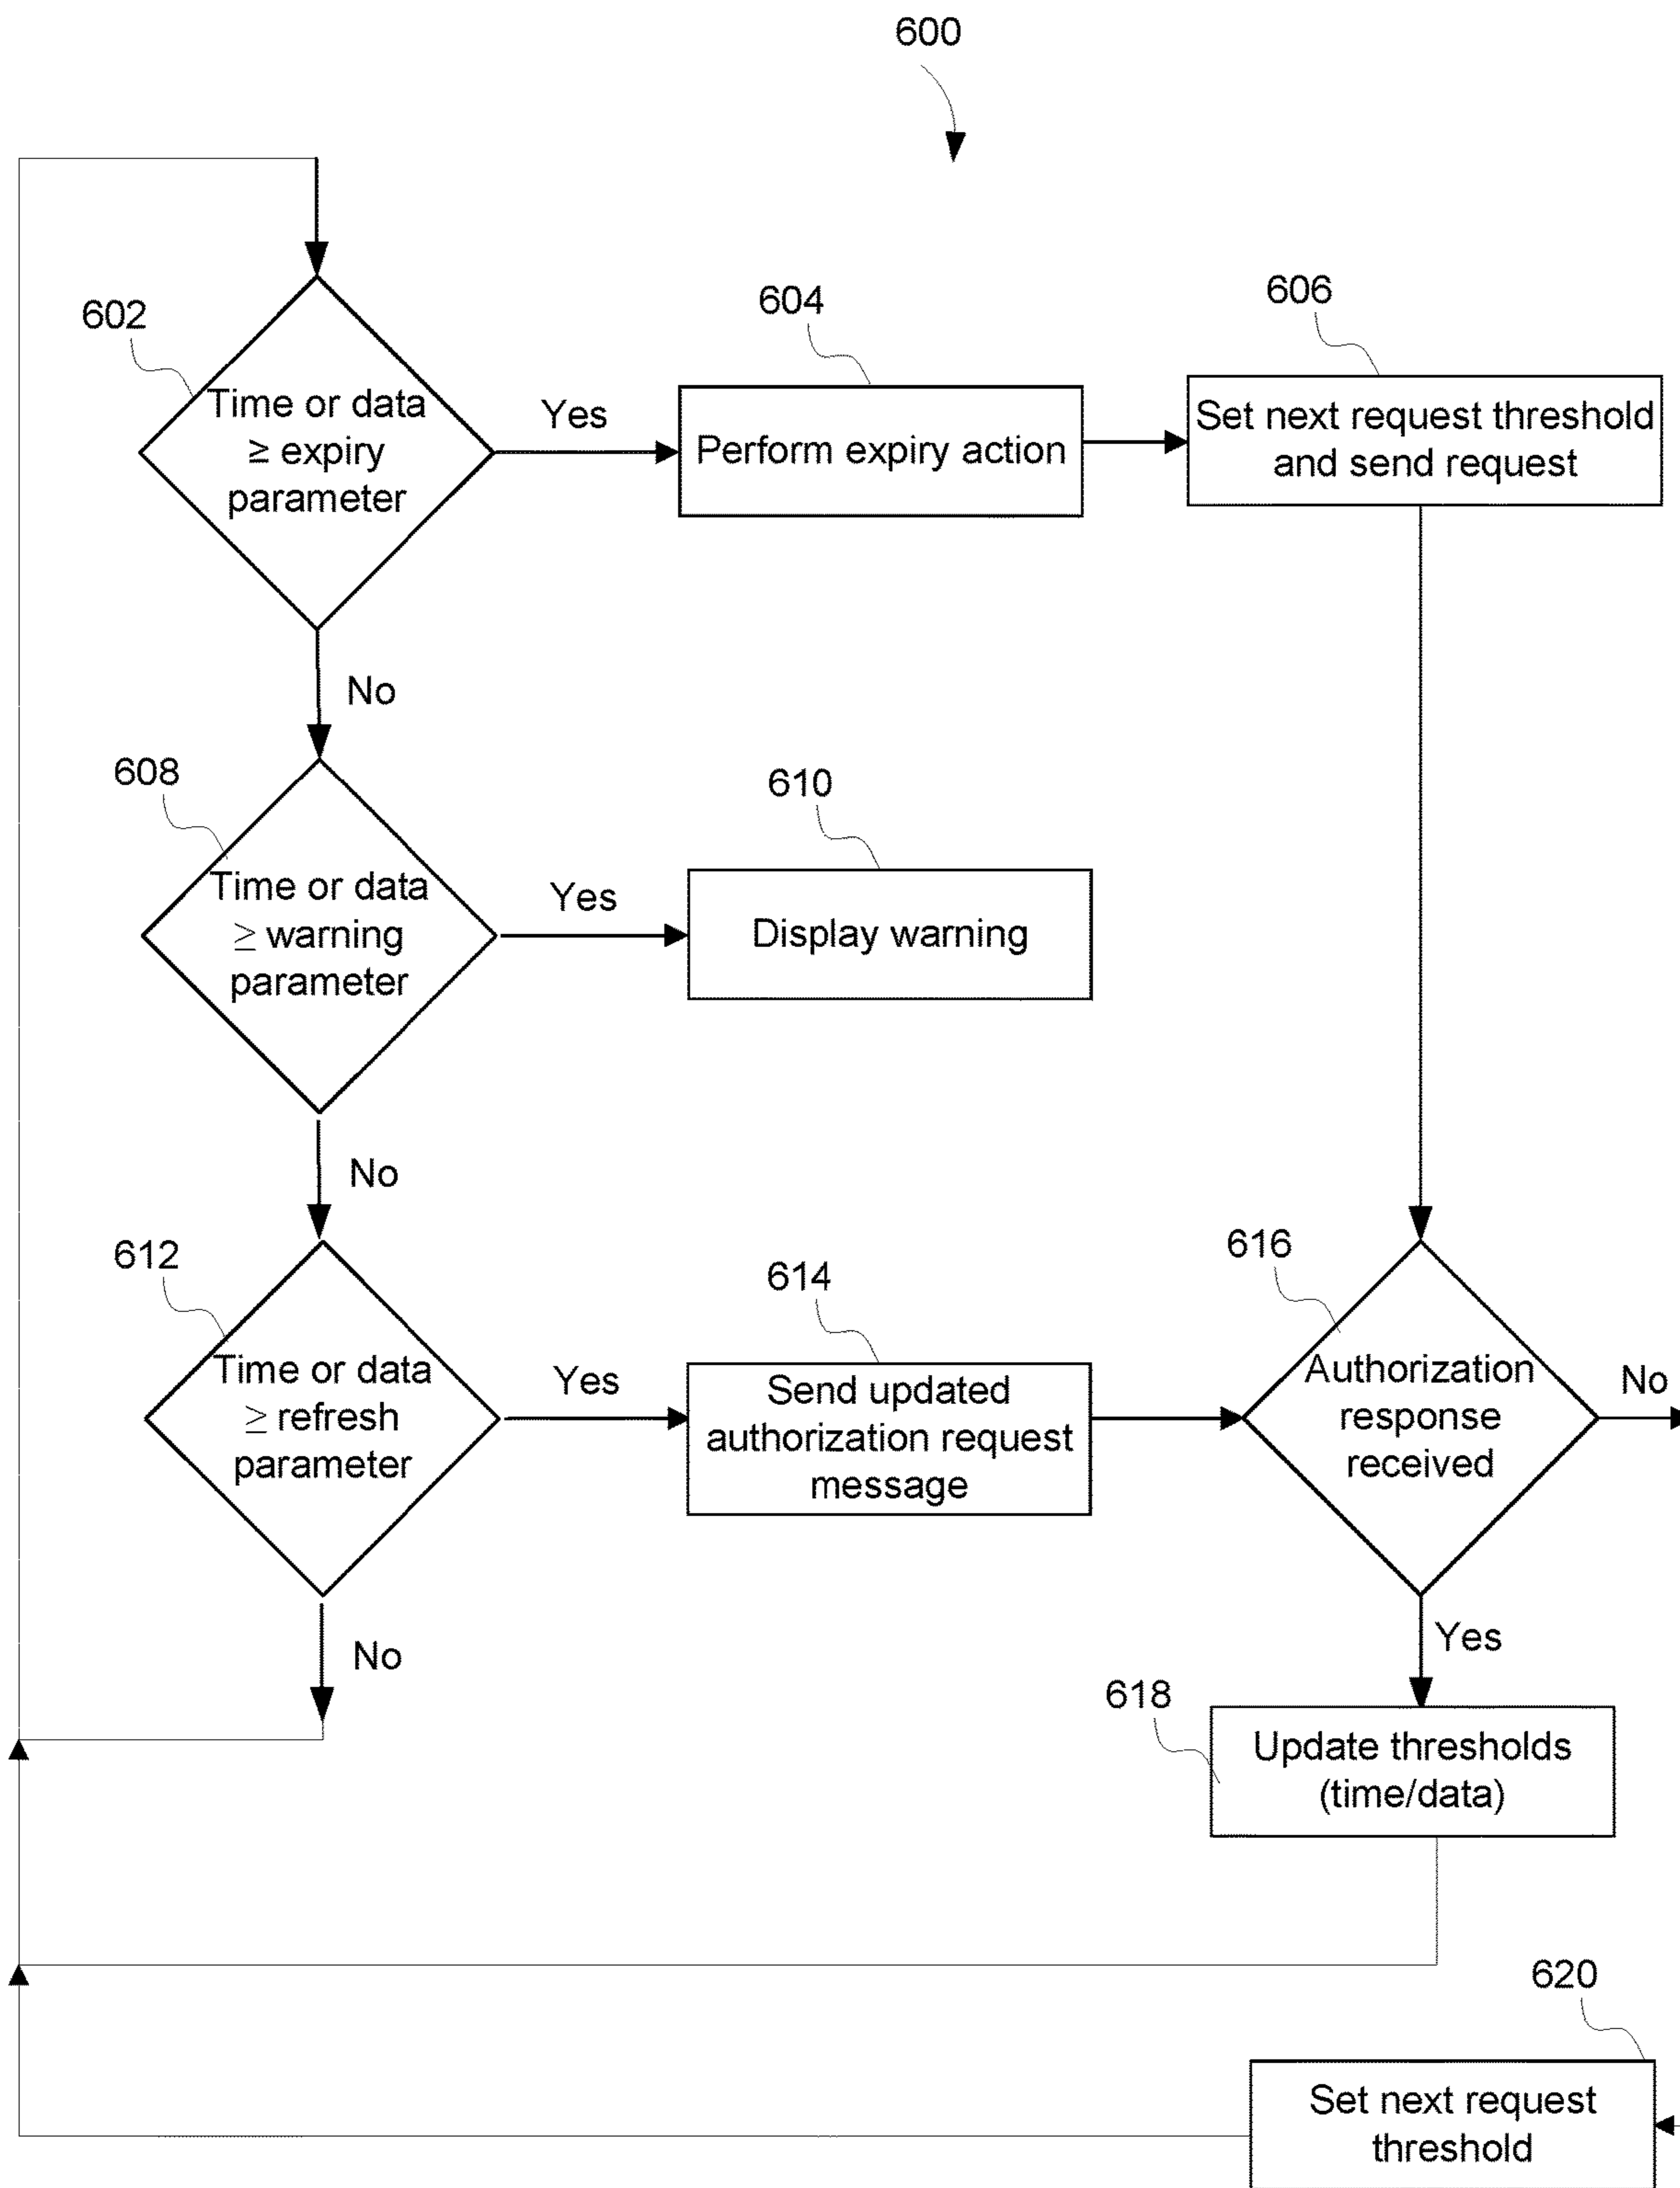 600
602
Time or data
≥ expiry
parameter
Yes
604
Perform expiry action
606
Set next request threshold
and send request
No
608
Time or data
≥ warning
parameter
Yes
610
Display warning
No
612
Time or data
≥ refresh
parameter
Yes
614
Send updated
authorization request
message
616
Authorization
response
received
No
No
Yes
618
Update thresholds
(time/data)
620
Set next request
threshold